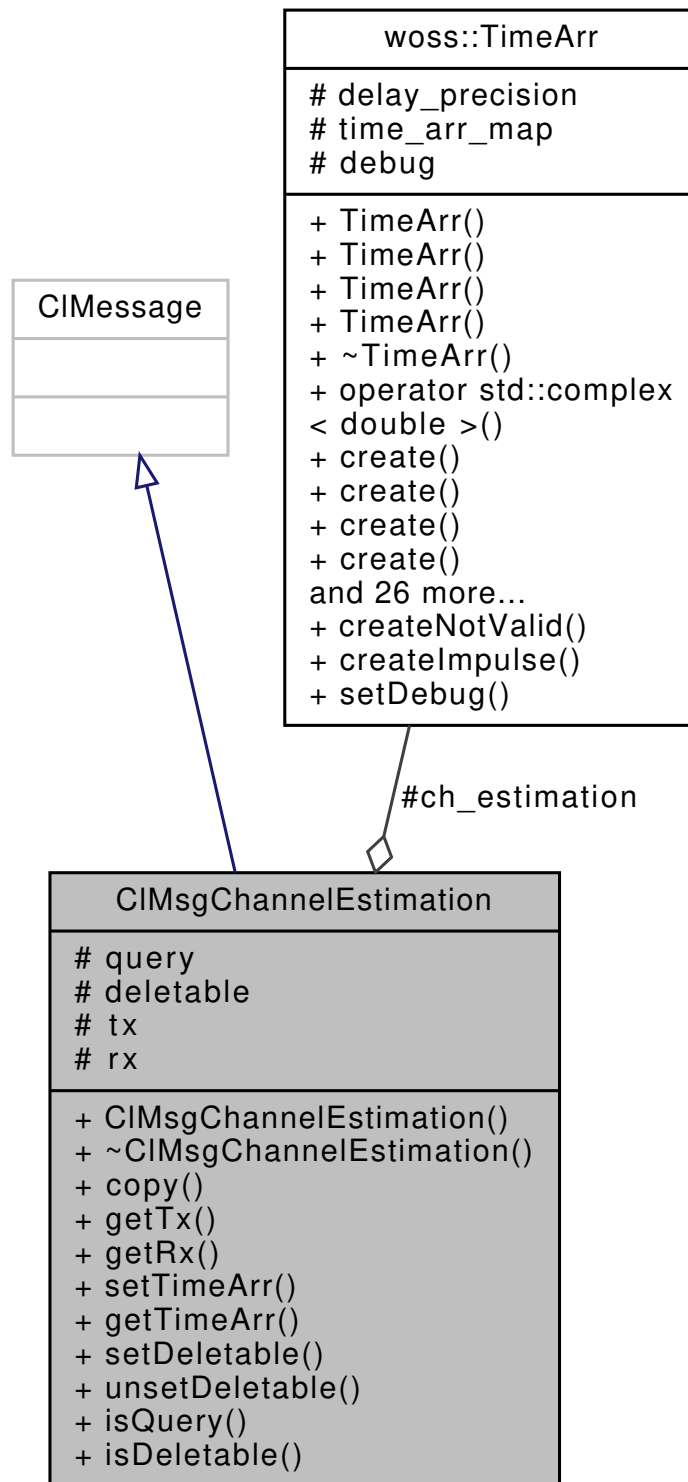 woss::TimeArr
# delay_precision
# time_arr_map
# debug
+ TimeArr()
+ TimeArr()
+ TimeArr()
+ TimeArr()
+ ~TimeArr()
+ operator std::complex
< double >()
+ create()
+ create()
+ create()
+ create()
and 26 more...
+ createNotValid()
+ createImpulse()
+ setDebug()
ClMessage
#ch_estimation
ClMsgChannelEstimation
# query
# deletable
# tx
# rx
+ ClMsgChannelEstimation()
+ ~ClMsgChannelEstimation()
+ copy()
+ getTx()
+ getRx()
+ setTimeArr()
+ getTimeArr()
+ setDeletable()
+ unsetDeletable()
+ isQuery()
+ isDeletable()